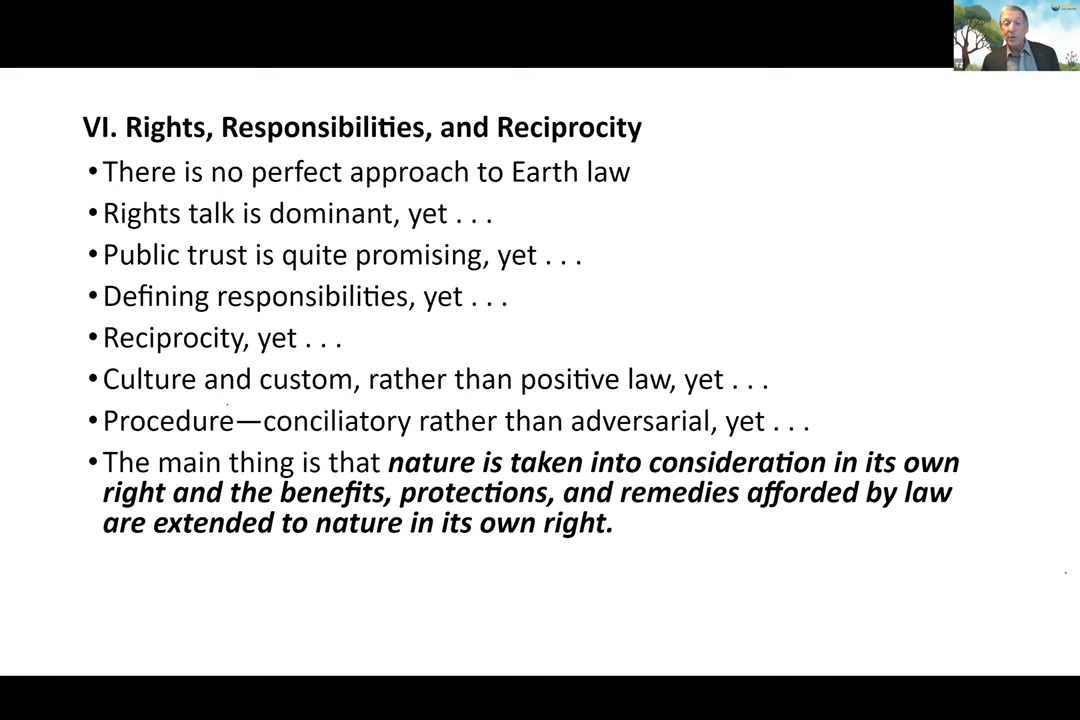 VI. Rights, Responsibilities, and Reciprocity
•There is no perfect approach to Earth law
•Rights talk is dominant, yet . . .
•Public trust is quite promising, yet . . .
•Defining responsibilities, yet . . .
•Reciprocity, yet . . .
•Culture and custom, rather than positive law, yet . . .
•Procedure—conciliatory rather than adversarial, yet . . .
•The main thing is that nature is taken into consideration in its own
right and the benefits, protections, and remedies afforded by law
are extended to nature in its own right.